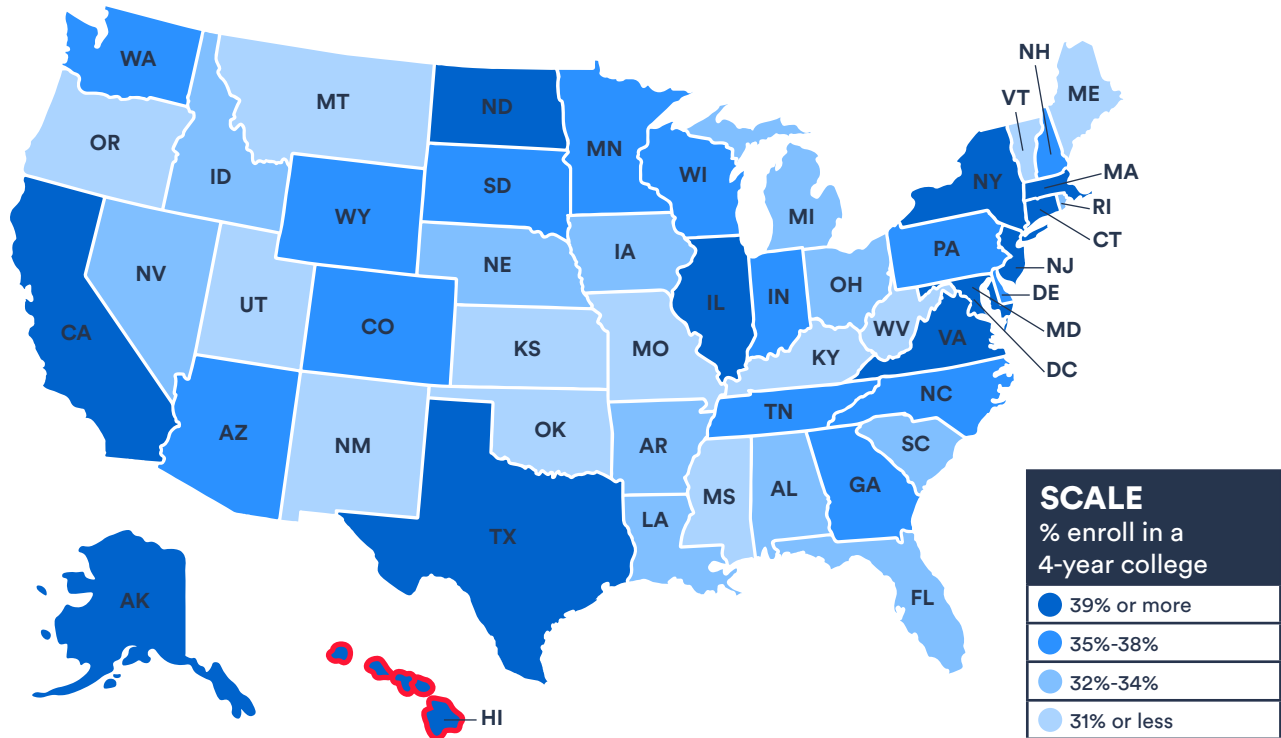 NH
WA
ME
VT
MT
ND
OR
MN
MA
WI
ID
SD
NY
RI
MI
WY
CT
PA
IA
NE
NJ
NV
OH
DE
IN
UT
IL
CO
WV
MD
CA
VA
KS
MO
KY
DC
NC
TN
AZ
OK
SC
NM
AR
GA
AL
MS
LA
TX
FL
AK
HI
SCALE
% enroll in a
4-year college
39% or more
35%-38%
32%-34%
31% or less